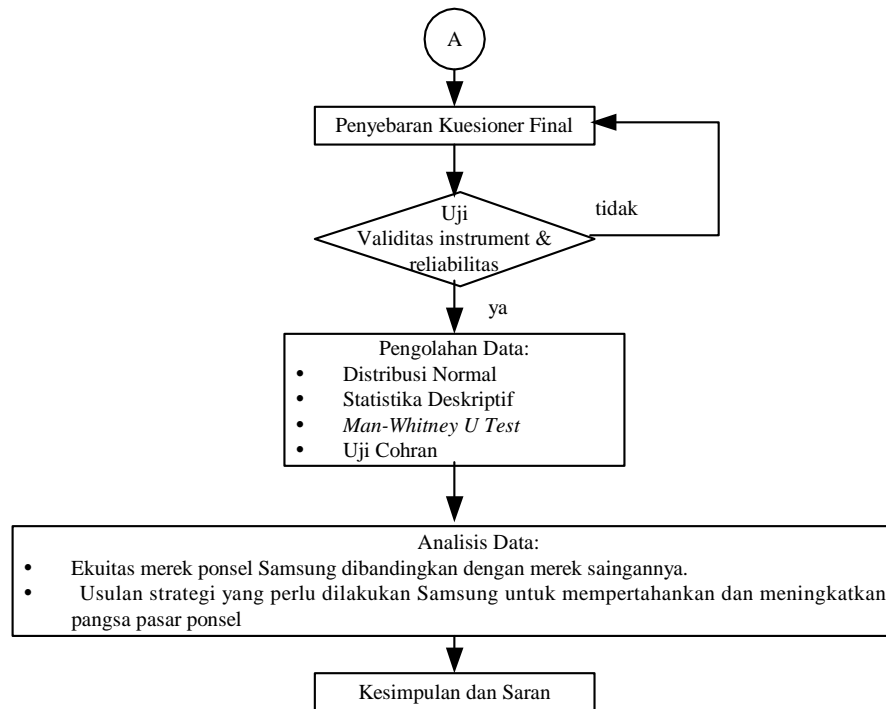 A
Penyebaran Kuesioner Final
Uji
Validitas instrument &
reliabilitas
tidak
ya
Pengolahan Data:
• Distribusi Normal
• Statistika Deskriptif
• Man-Whitney U Test
• Uji Cohran
Analisis Data:
• Ekuitas merek ponsel Samsung dibandingkan dengan merek saingannya.
• Usulan strategi yang perlu dilakukan Samsung untuk mempertahankan dan meningkatkan
pangsa pasar ponsel
Kesimpulan dan Saran